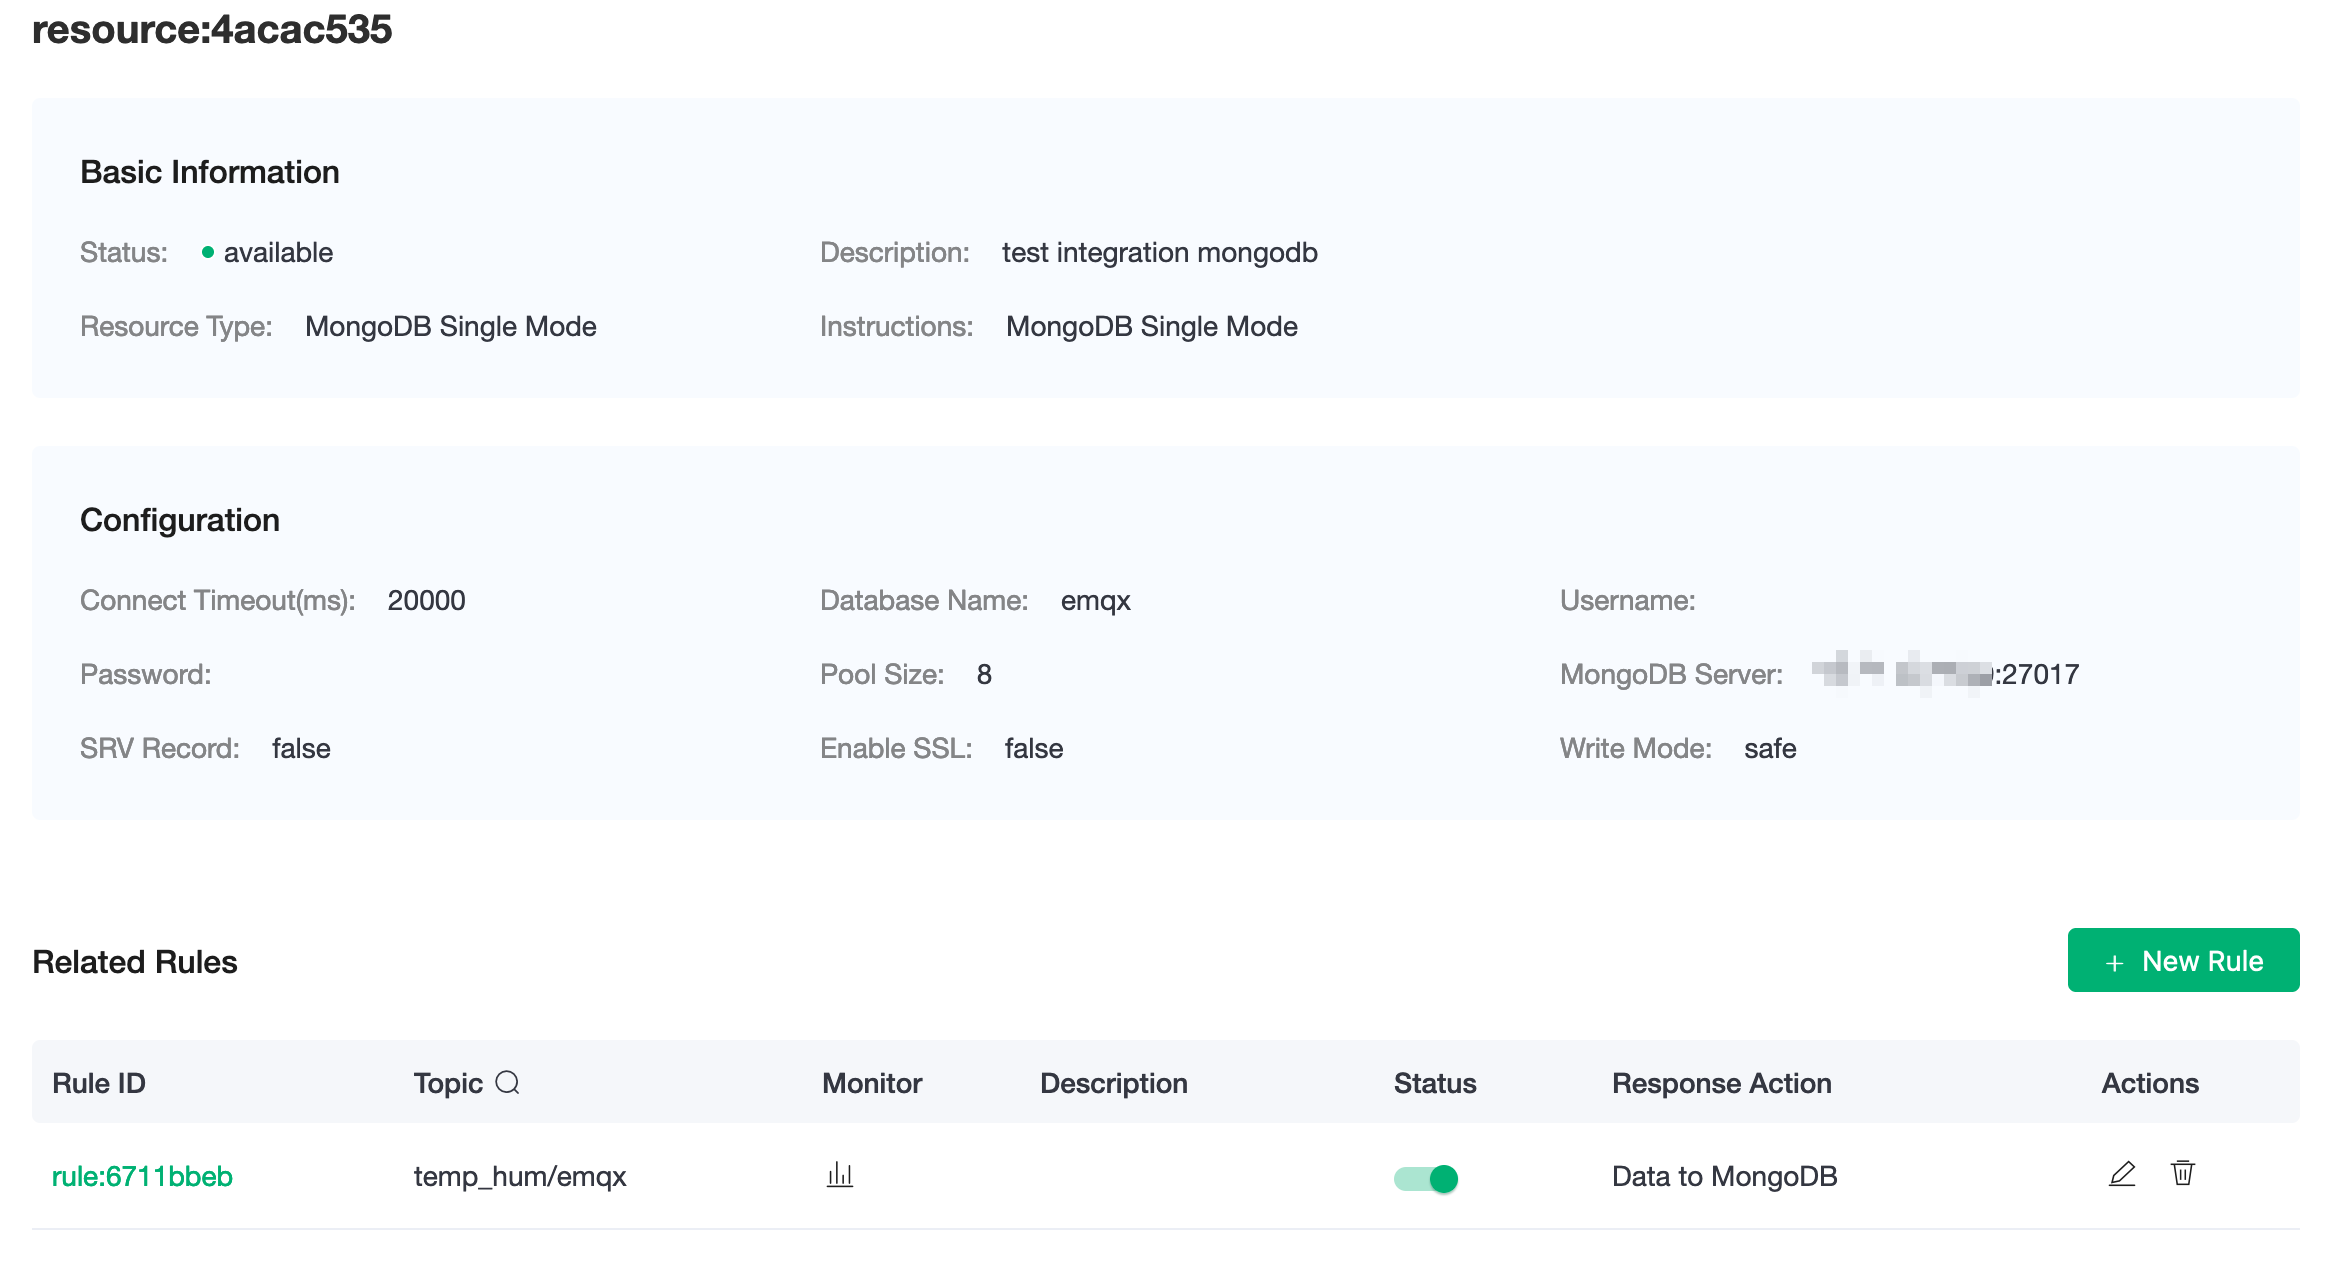 resource:4acac535
Basic Information
Status: available Description: test integration mongodb
Resource Type: MongoDB Single Mode Instructions: MongoDB Single Mode
Configuration
Connect Timeout(ms): 20000 Database Name: emqx Username:
Password: Pool Size: 8 MongoDB Server: :27017
SRV Record: false Enable SSL: false Write Mode: safe
Related Rules + New Rule
Rule ID Topic Monitor Description Status Response Action Actions
rule:6711bbeb temp_hum/emqx Data to MongoDB